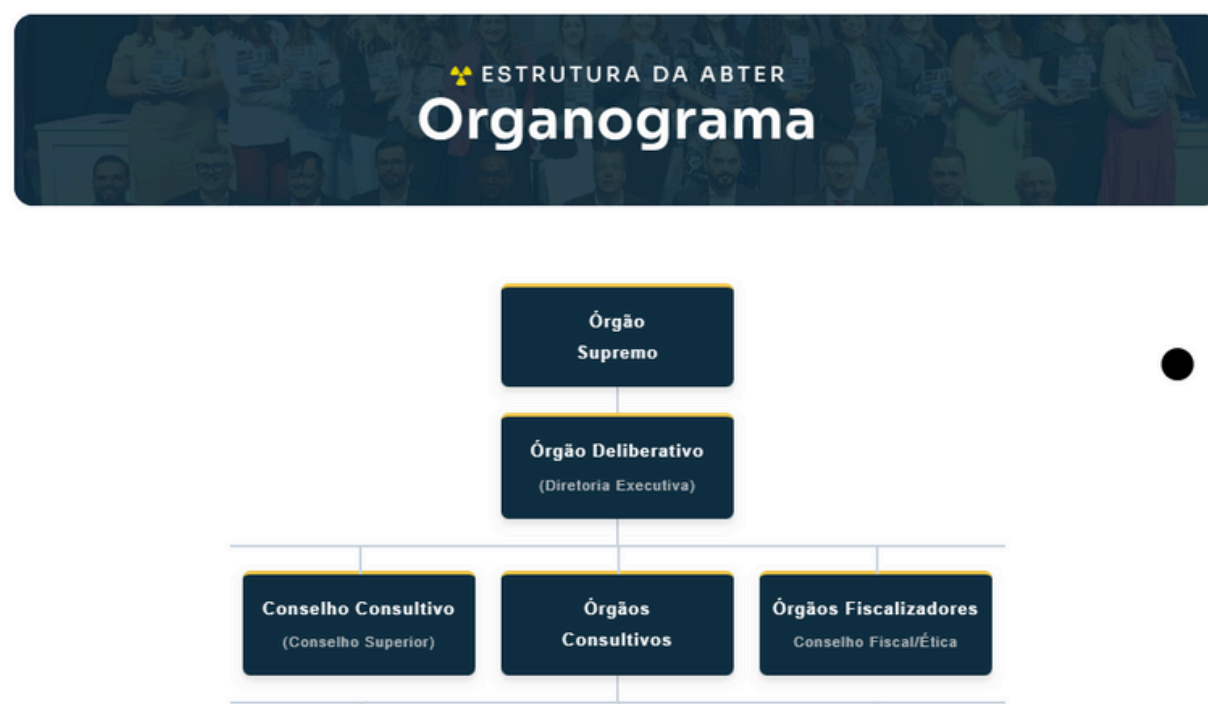 ESTRUTURA DA ABTER
Organograma
Órgão
Supremo
Órgão Deliberativo
(Diretoria Executiva)
Conselho Consultivo
(Conselho Superior)
Órgãos
Consultivos
Órgãos Fiscalizadores
Conselho Fiscal/Ética